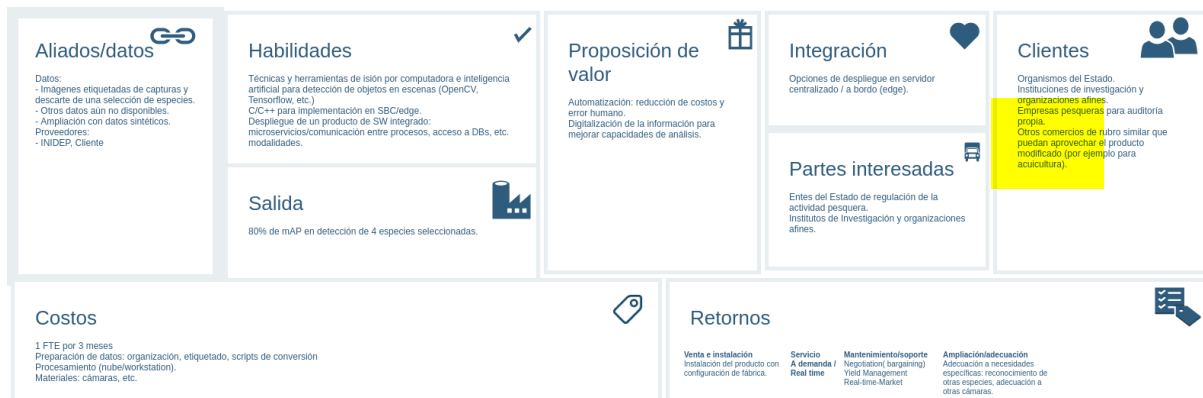 Aliados/datos
Datos:
- Imágenes etiquetadas de capturas y
descarte de una selección de especies.
- Otros datos aún no disponibles.
- Ampliación con datos sintéticos.
Proveedores:
- INIDEP, Cliente
Habilidades
Técnicas y herramientas de isión por computadora e inteligencia
artificial para detección de objetos en escenas (OpenCV,
Tensorflow, etc.)
C/C++ para implementación en SBC/edge.
Despliegue de un producto de SW integrado:
microservicios/comunicación entre procesos, acceso a DBs, etc.
modalidades.
Salida
80% de mAP en detección de 4 especies seleccionadas.
Proposición de
valor
Automatización: reducción de costos y
error humano.
Digitalización de la información para
mejorar capacidades de análisis.
Integración
Opciones de despliegue en servidor
centralizado / a bordo (edge).
Partes interesadas
Entes del Estado de regulación de la
actividad pesquera.
Institutos de Investigación y organizaciones
afines.
Clientes
Organismos del Estado.
Instituciones de investigación y
organizaciones afines.
Empresas pesqueras para auditoría
propia.
Otros comercios de rubro similar que
puedan aprovechar el producto
modificado (por ejemplo para
acuicultura).
Costos
1 FTE por 3 meses
Preparación de datos: organización, etiquetado, scripts de conversión
Procesamiento (nube/workstation).
Materiales: cámaras, etc.
Retornos
Venta e instalación
Instalación del producto con
configuración de fábrica.
Servicio
A demanda /
Real time
Mantenimiento/soporte
Negotiation( bargaining)
Yield Management
Real-time-Market
Ampliación/adecuación
Adecuación a necesidades
específicas: reconocimiento de
otras especies, adecuación a
otras cámaras.